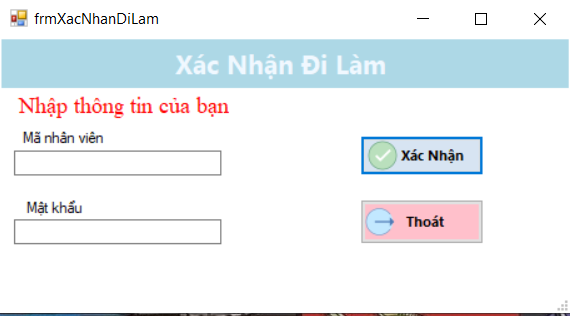 frmXacNhanDiLam
Xác Nhận Đi Làm
Nhập thông tin của bạn
Mã nhân viên
Xác Nhận
Mật khẩu
Thoát